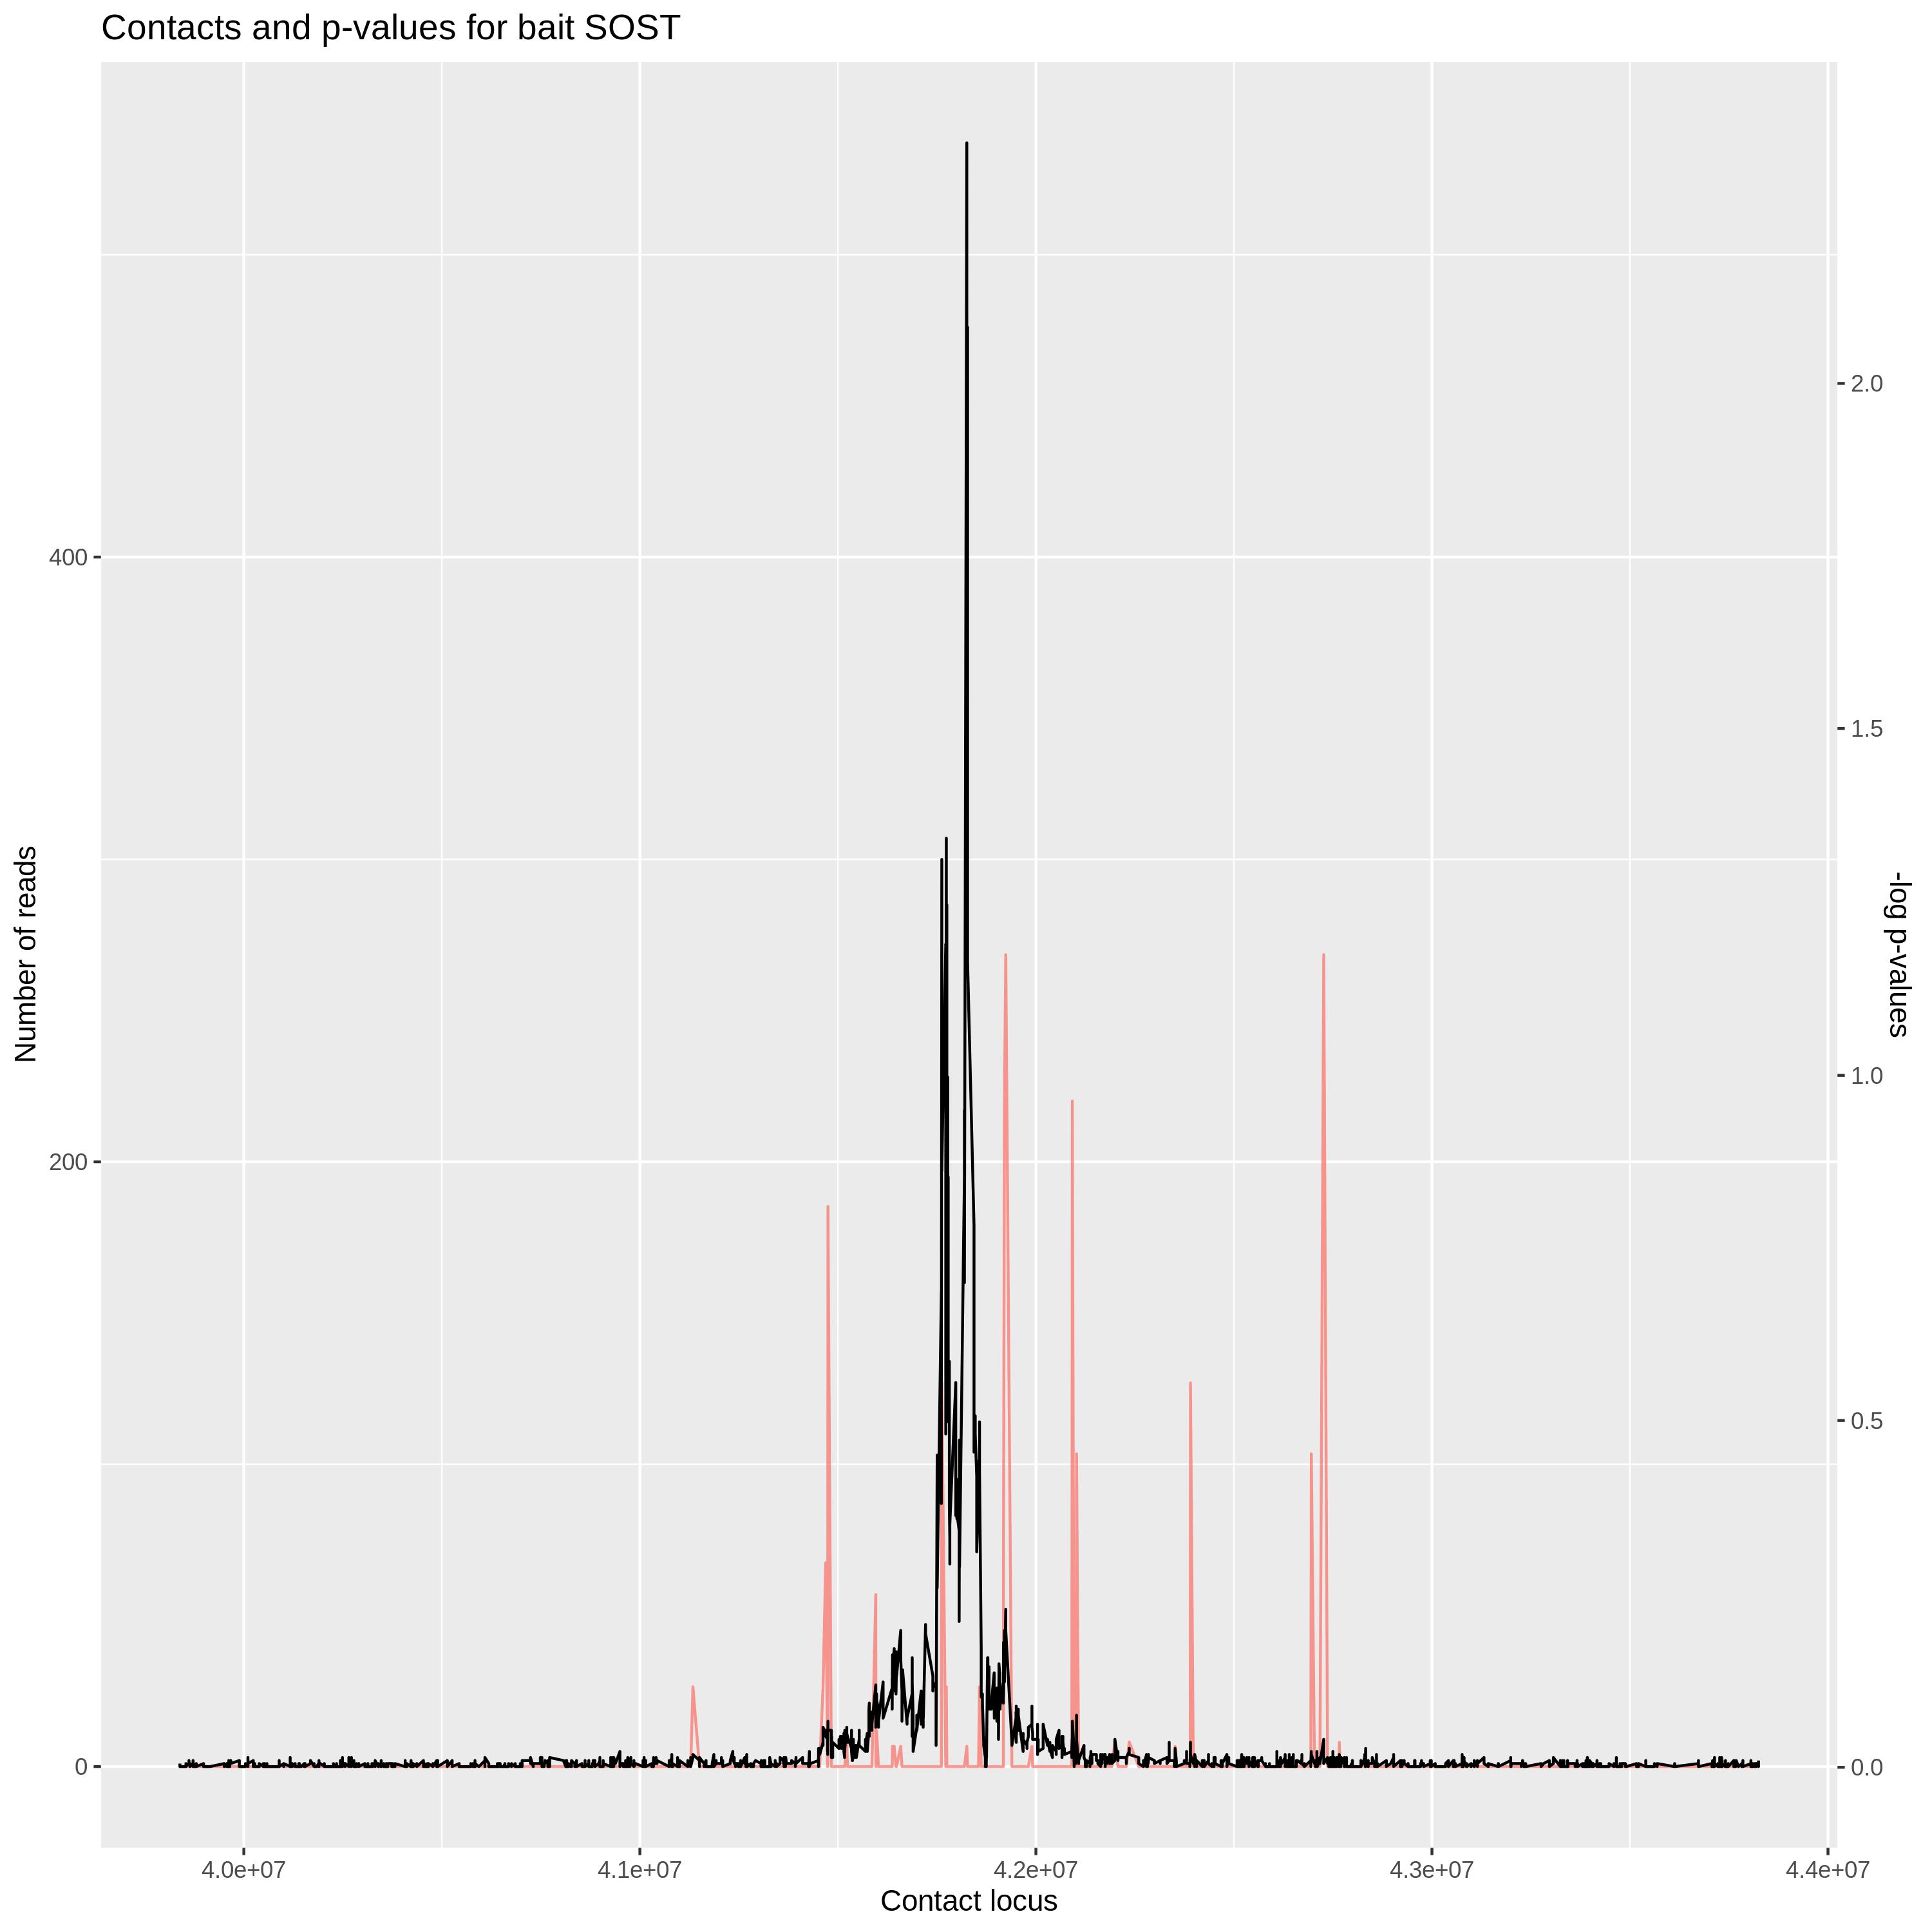 Contacts and p-values for bait SOST
Number of reads
400
200
0
2.0
1.5
1.0
0.5
0.0
-log p-values
4.0e+07
4.1e+07
4.2e+07
4.3e+07
4.4e+07
Contact locus